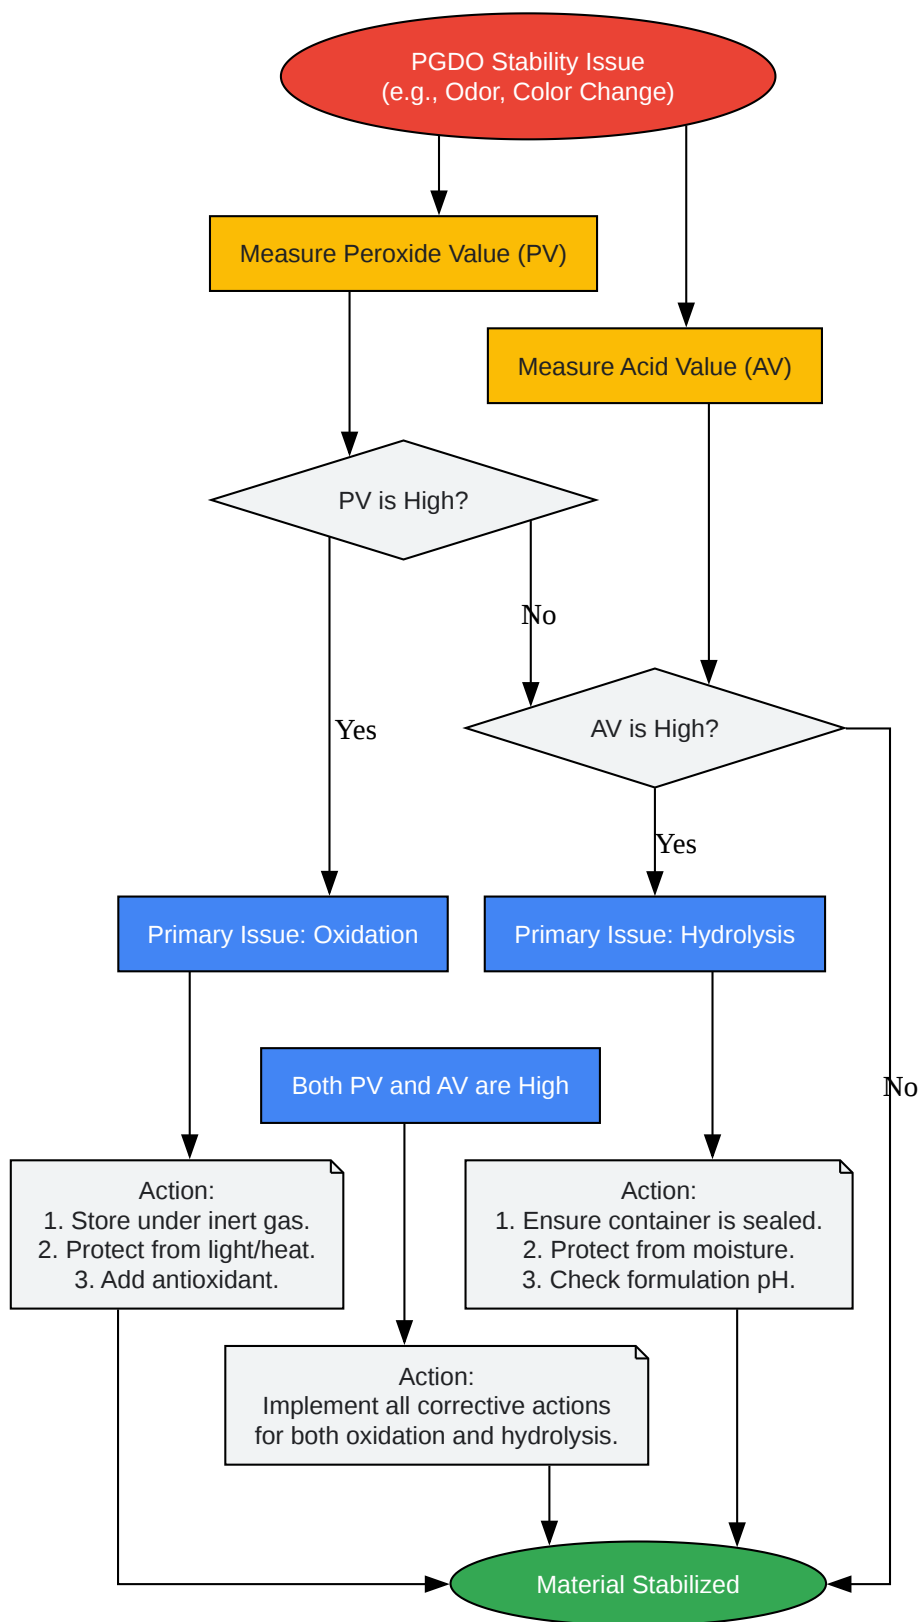 PGDO Stability Issue
(e.g., Odor, Color Change)
Measure Peroxide Value (PV)
Measure Acid Value (AV)
PV is High?
No
Yes
AV is High?
Yes
Primary Issue: Oxidation
Primary Issue: Hydrolysis
Both PV and AV are High
No
Action:
1. Store under inert gas.
2. Protect from light/heat.
3. Add antioxidant.
Action:
1. Ensure container is sealed.
2. Protect from moisture.
3. Check formulation pH.
Action:
Implement all corrective actions
for both oxidation and hydrolysis.
Material Stabilized